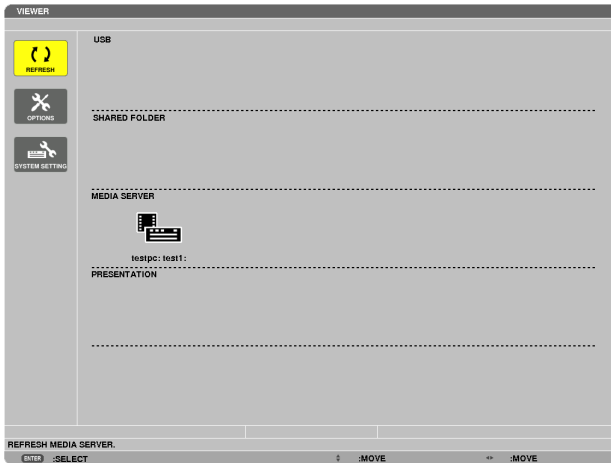 VIEWER
USB
REFRESH
OPTIONS
SHARED FOLDER
SYSTEM SETTING
MEDIA SERVER
testpc: test1:
PRESENTATION
REFRESH MEDIA SERVER.
ENTER :SELECT :MOVE :MOVE